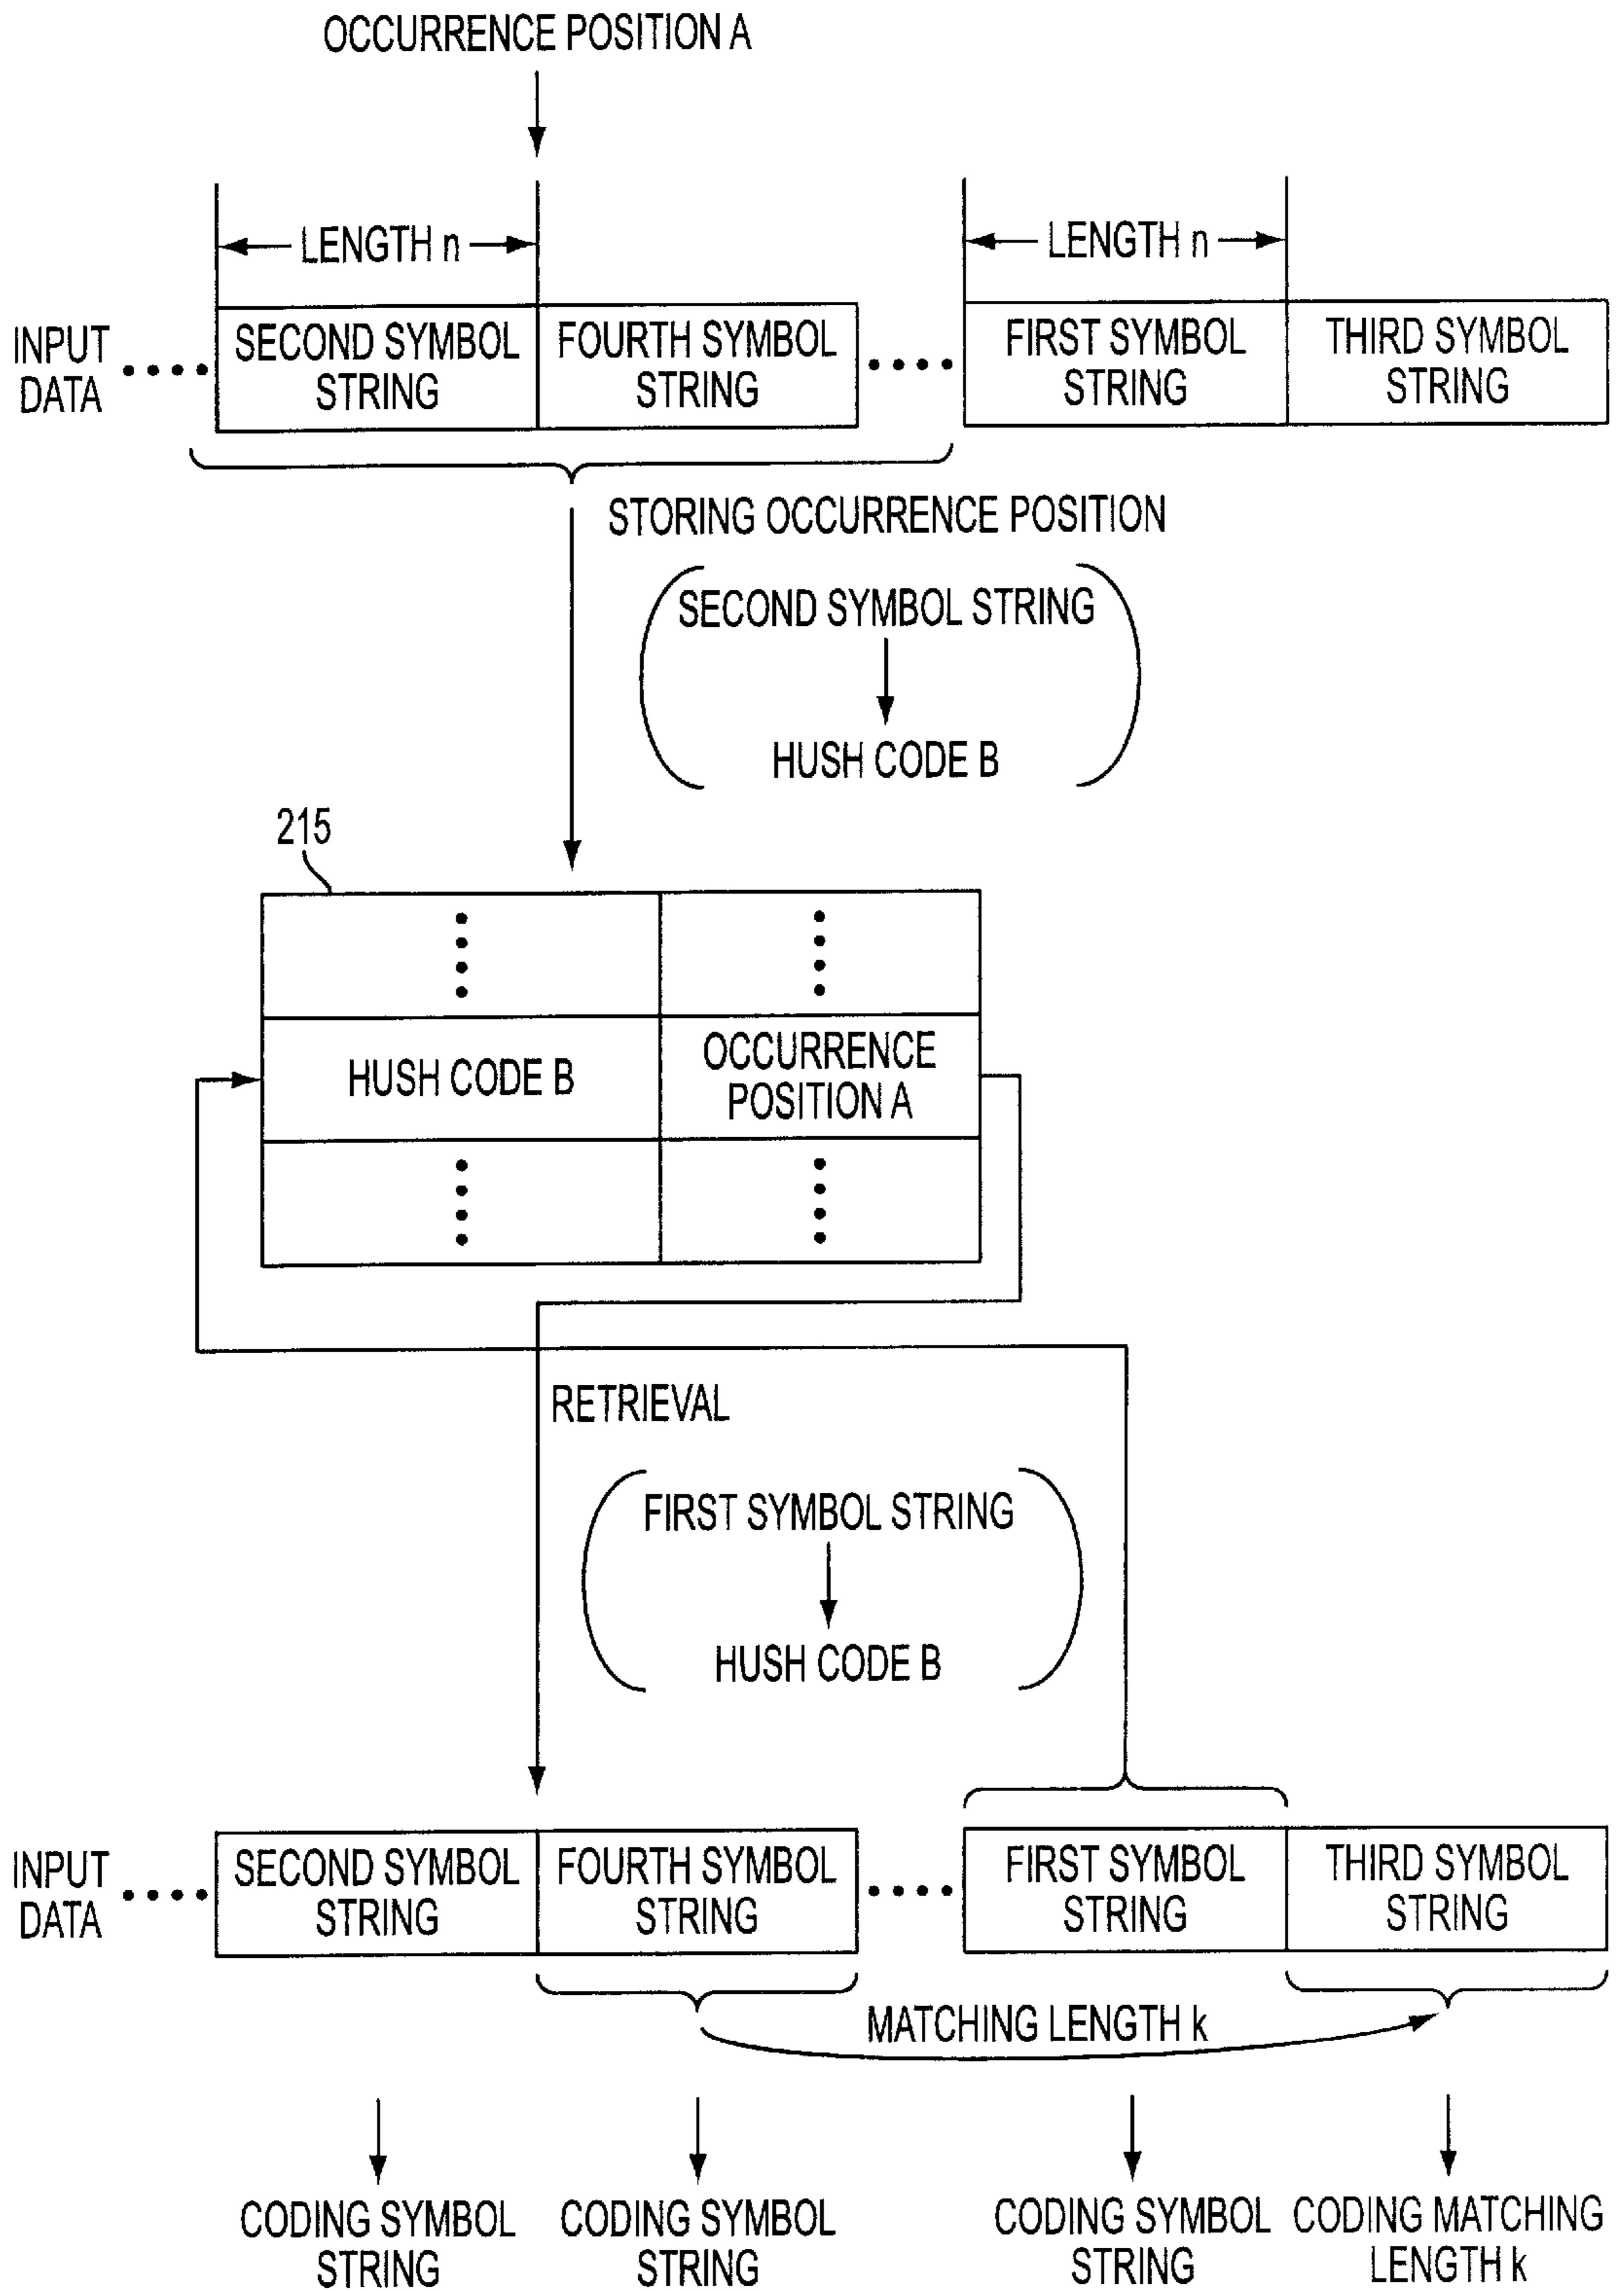 OCCURRENCE POSITION A
LENGTH n
LENGTH n
INPUT
DATA
SECOND SYMBOL
STRING
FOURTH SYMBOL
STRING
FIRST SYMBOL
STRING
THIRD SYMBOL
STRING
STORING OCCURRENCE POSITION
SECOND SYMBOL STRING
HUSH CODE B
215
HUSH CODE B
OCCURRENCE
POSITION A
RETRIEVAL
FIRST SYMBOL STRING
HUSH CODE B
INPUT
DATA
SECOND SYMBOL
STRING
FOURTH SYMBOL
STRING
FIRST SYMBOL
STRING
THIRD SYMBOL
STRING
MATCHING LENGTH k
CODING SYMBOL
STRING
CODING SYMBOL
STRING
CODING SYMBOL
STRING
CODING MATCHING
LENGTH k